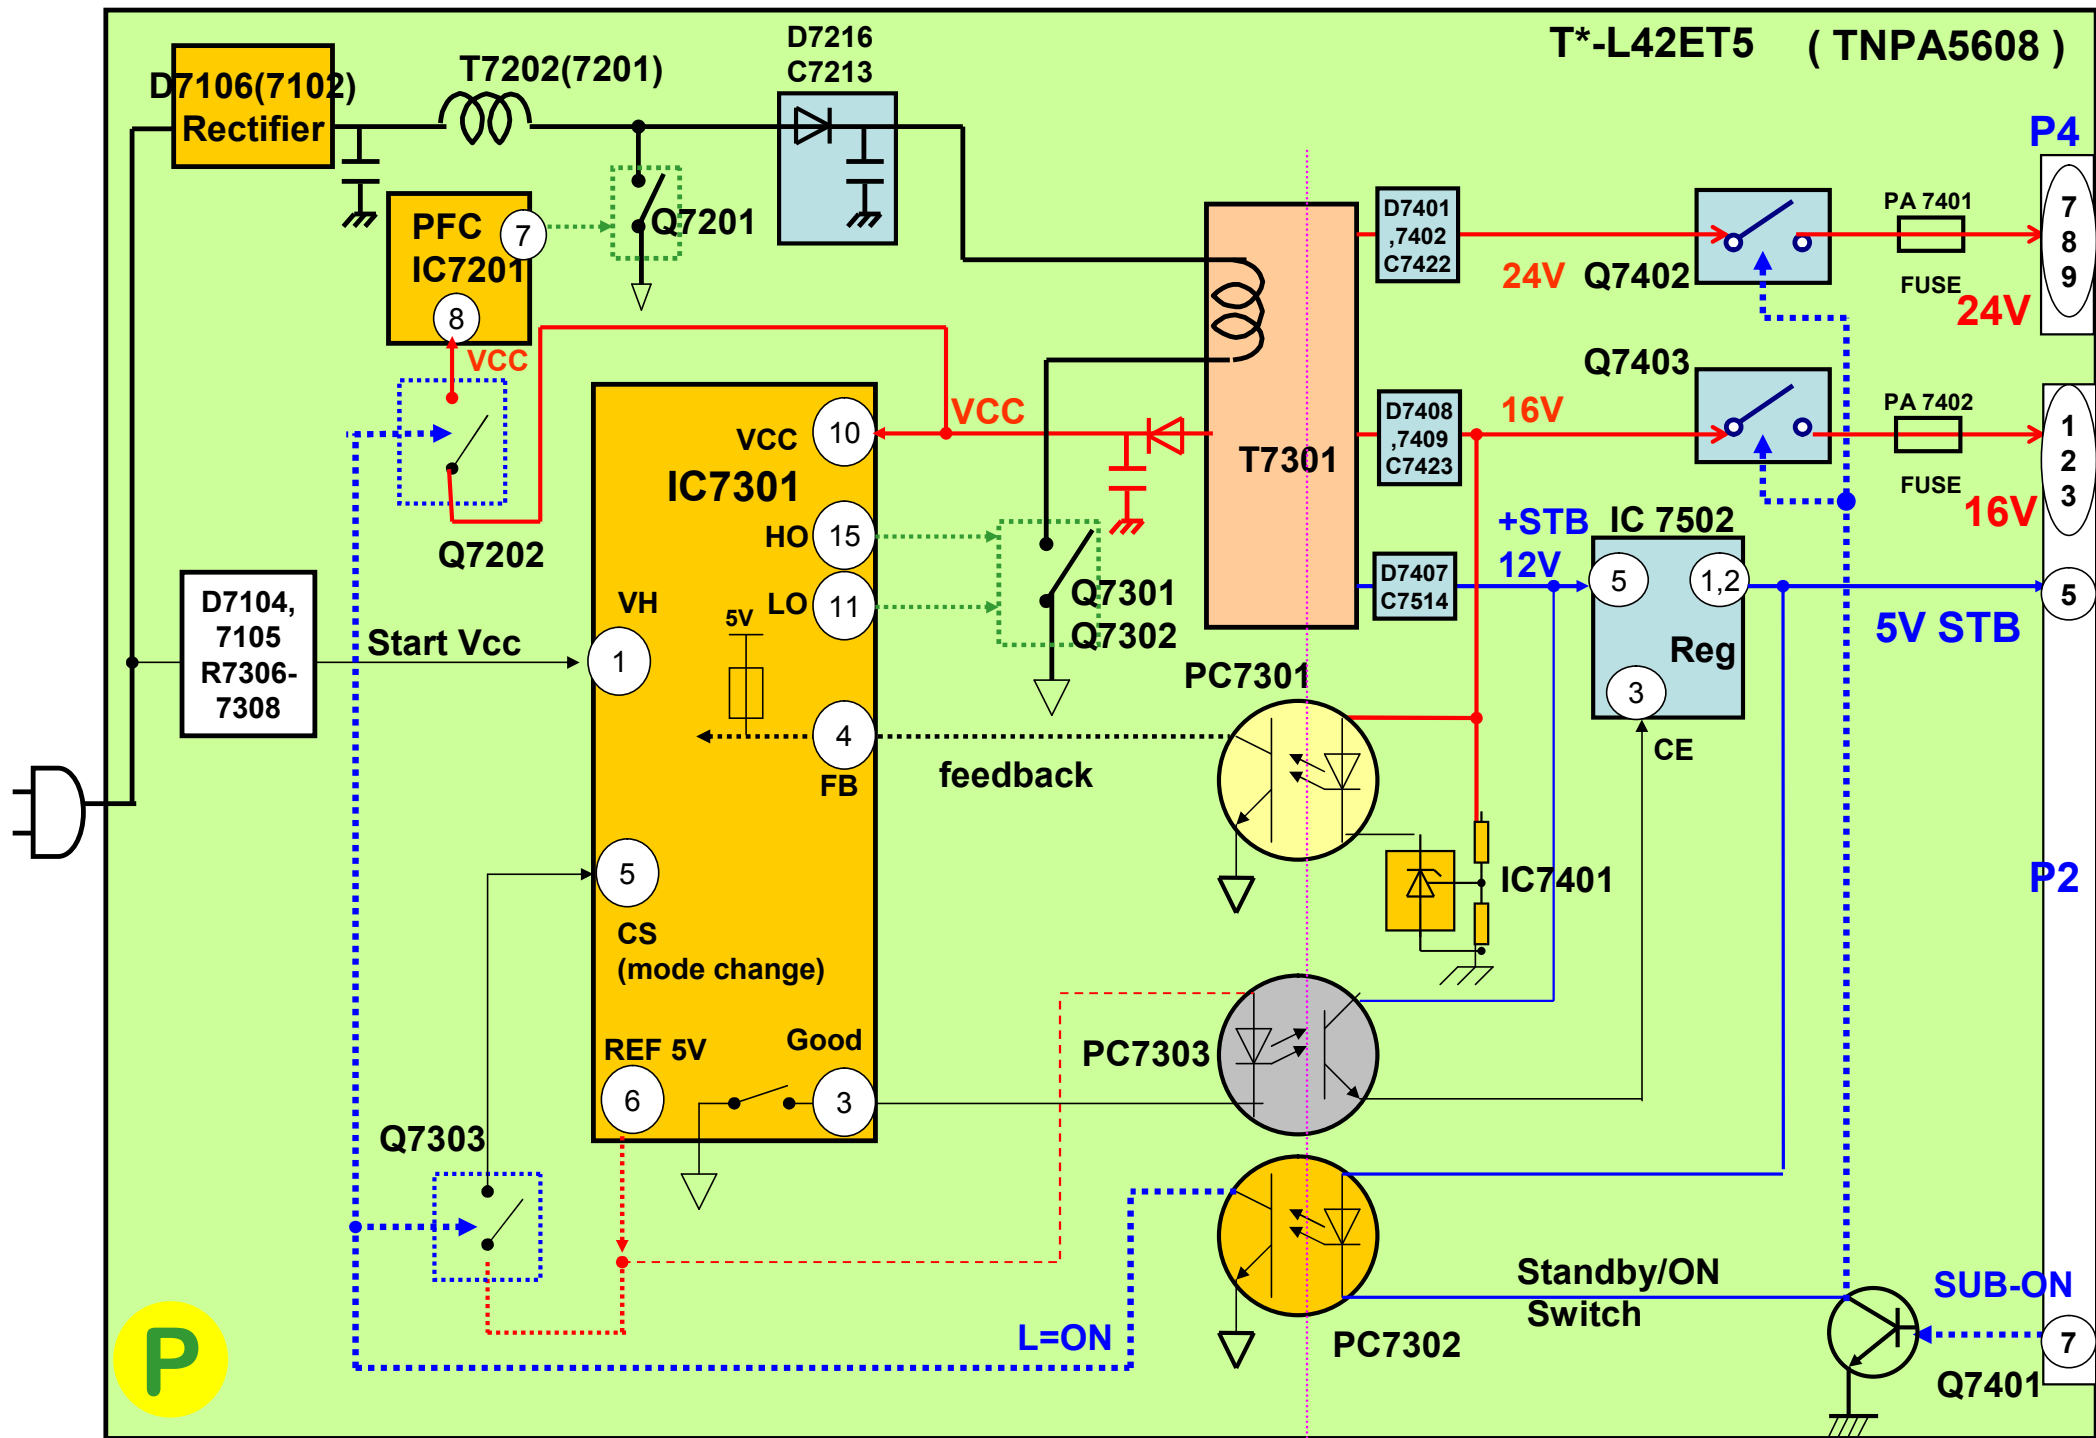 T*-L42ET5 ( TNPA5608 )
D7106(7102)
Rectifier
T7202(7201)
D7216
C7213
P4
PFC
IC7201
7
8
VCC
Q7201
D7401
,7402
C7422
24V
Q7402
PA 7401
FUSE
24V
7
8
9
Q7202
VCC
10
VCC
IC7301
HO
15
LO
11
VH
1
5V
4
FB
5
CS
(mode change)
REF 5V
6
Good
3
T7301
D7408
,7409
C7423
16V
Q7403
PA 7402
FUSE
16V
1
2
3
Q7301
Q7302
D7407
C7514
+STB
12V
IC 7502
5
1,2
Reg
3
CE
5V STB
5
D7104,
7105
R7306-
7308
Start Vcc
PC7301
feedback
IC7401
P2
PC7303
Q7303
L=ON
PC7302
Standby/ON
Switch
SUB-ON
7
Q7401
P